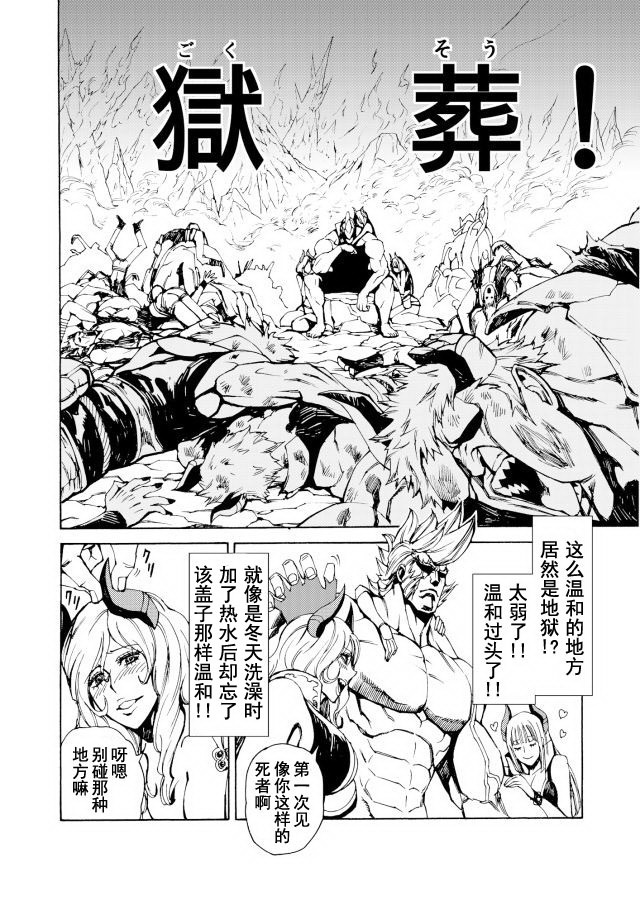 ごく そう
獄 葬!
这么温和的地方
居然是地狱!?
太弱了!!
温和过头了!!
就像是冬天洗澡时
加了热水后却忘了
该盖子那样温和!!
第一次见
像你这样的
死者啊
呀嗯
别碰那种
地方嘛